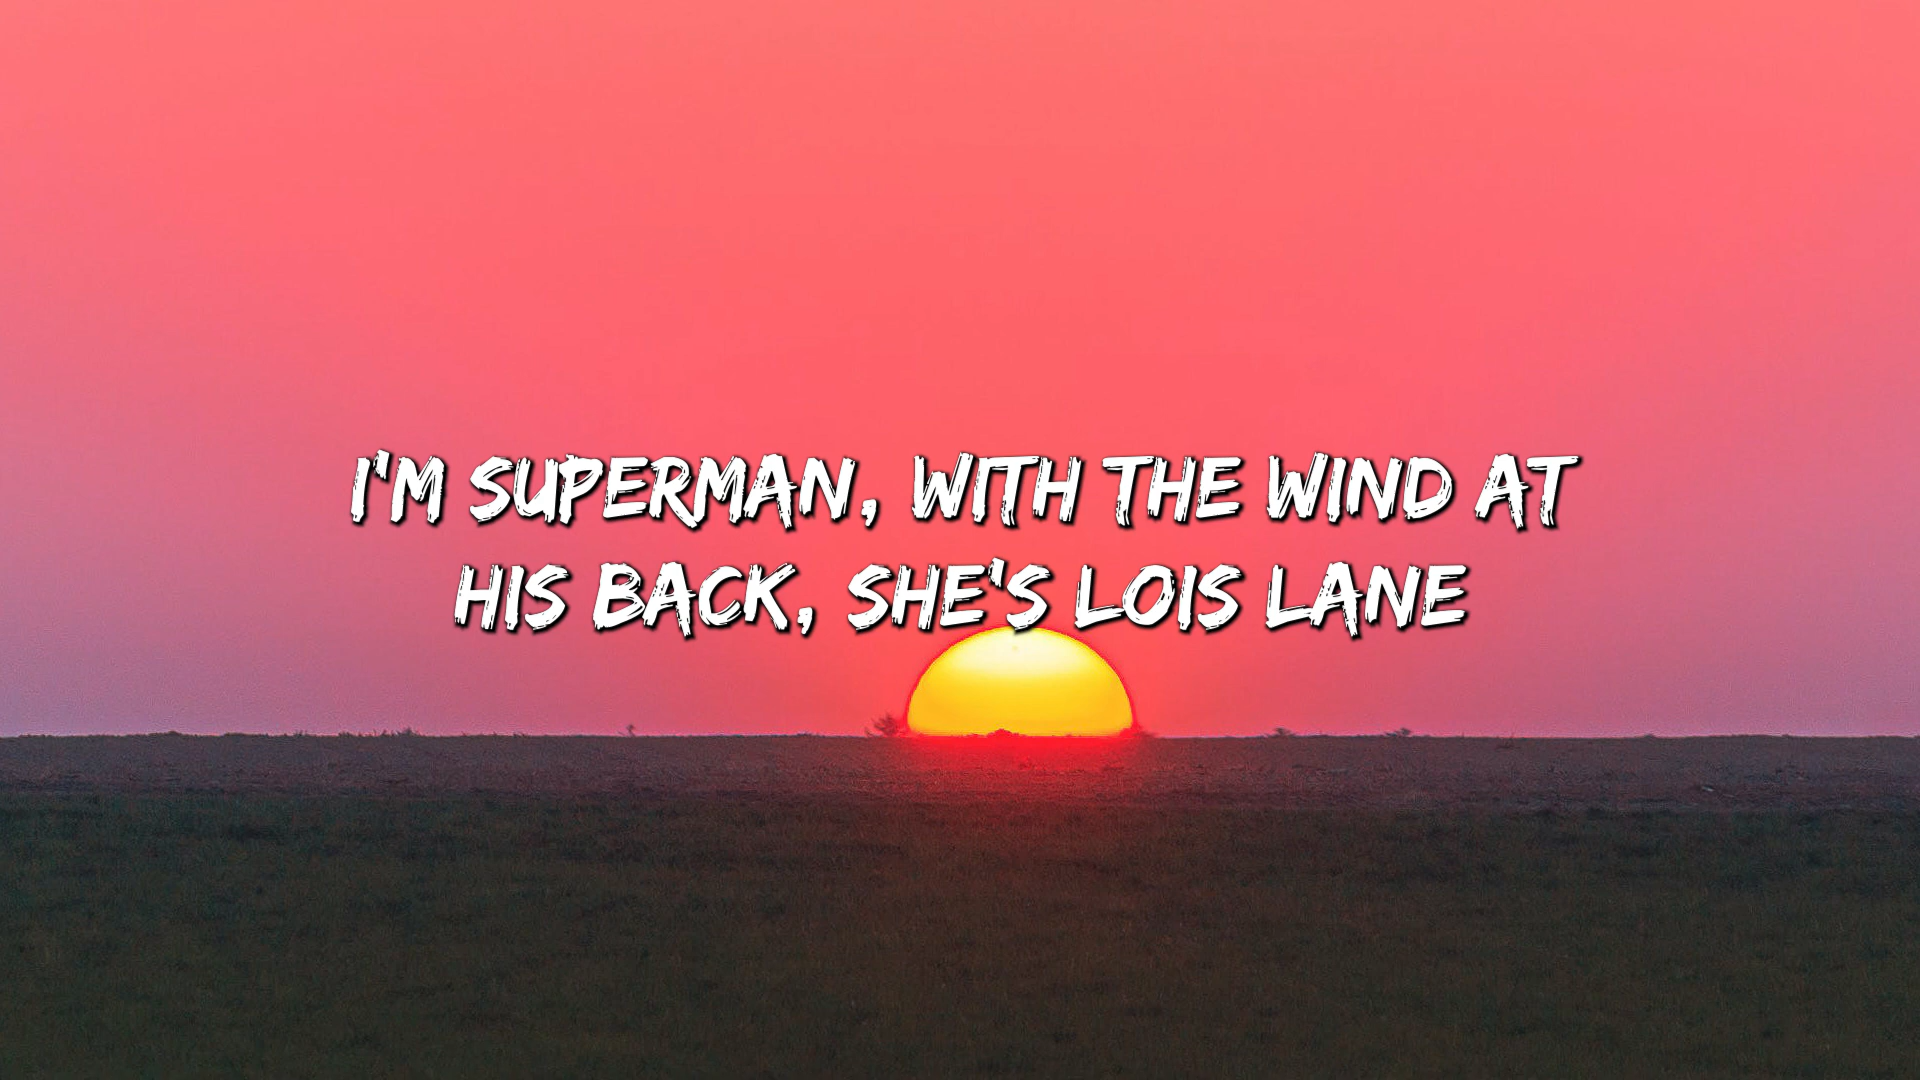 I'M SUPERMAN, WITH THE WIND AT
HIS BACK, SHE'S LOIS LANE